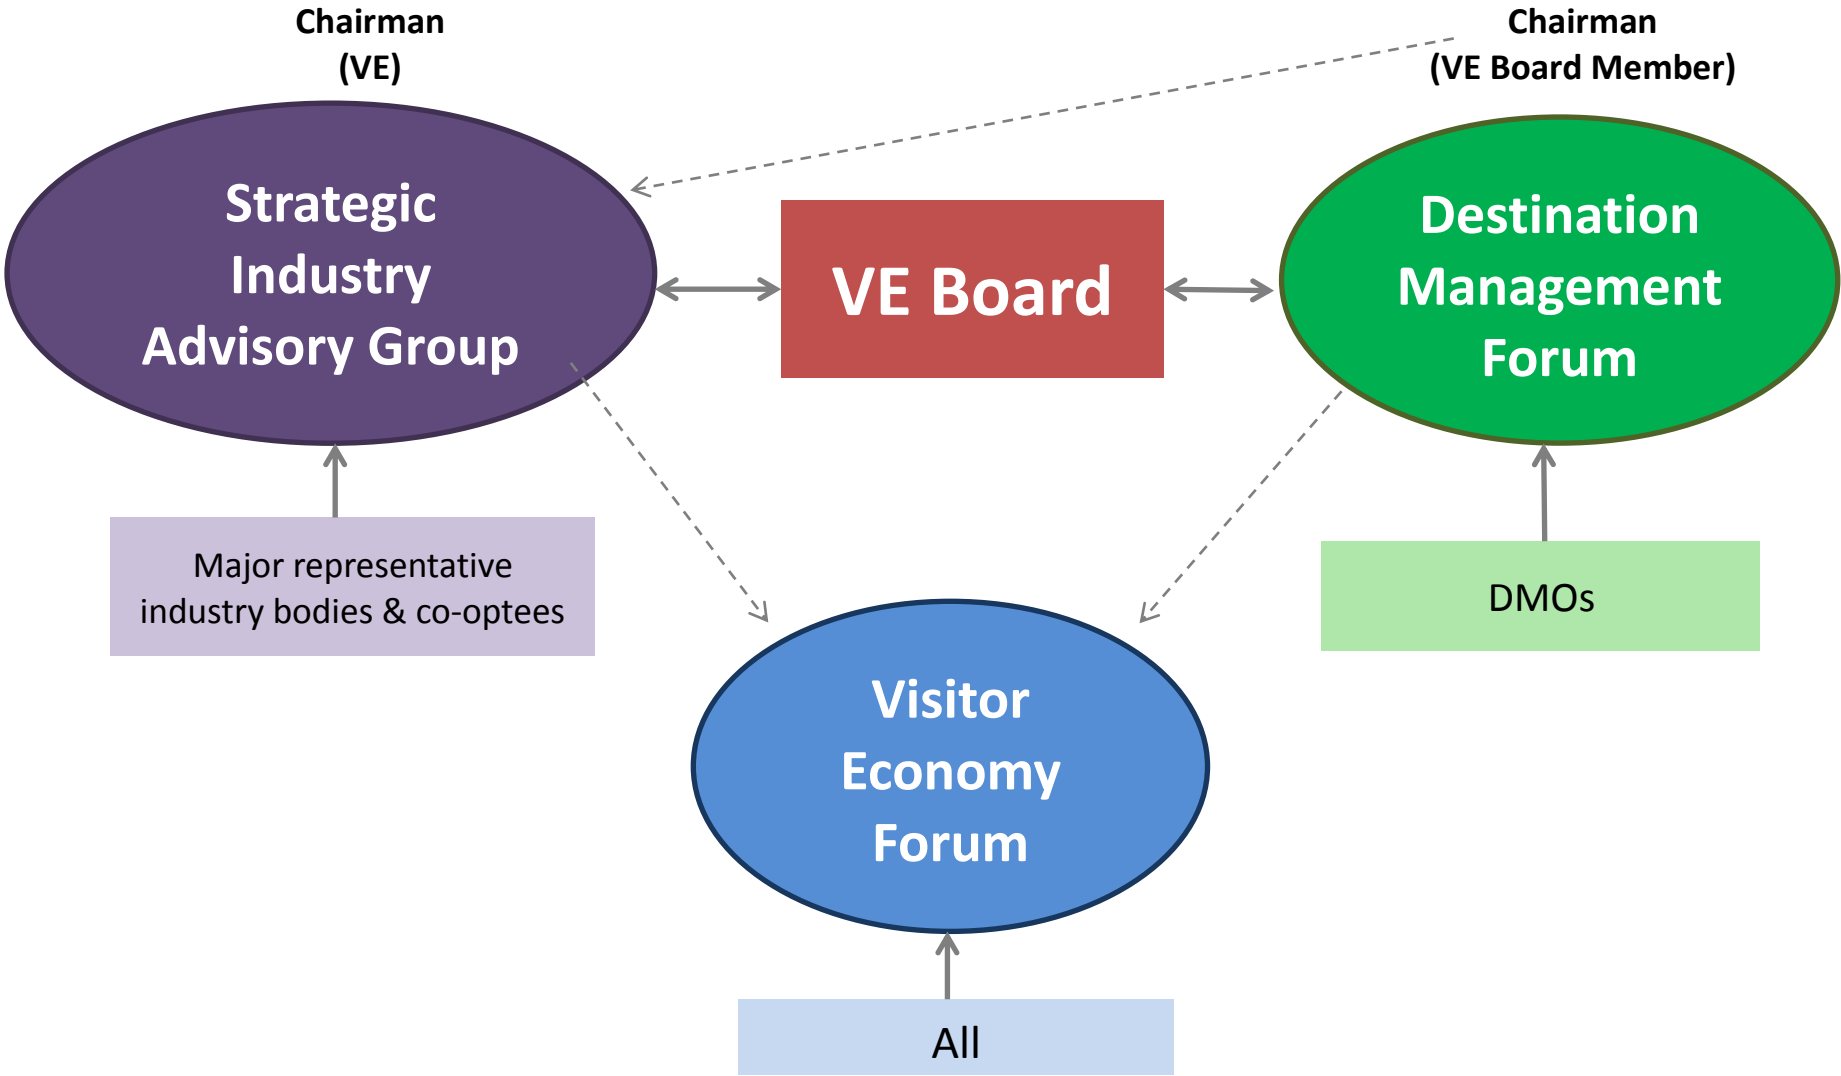 Chairman
(VE)
Chairman
(VE Board Member)
Strategic
Industry
Advisory Group
VE Board
Destination
Management
Forum
Major representative
industry bodies & co-optees
DMOs
Visitor
Economy
Forum
All